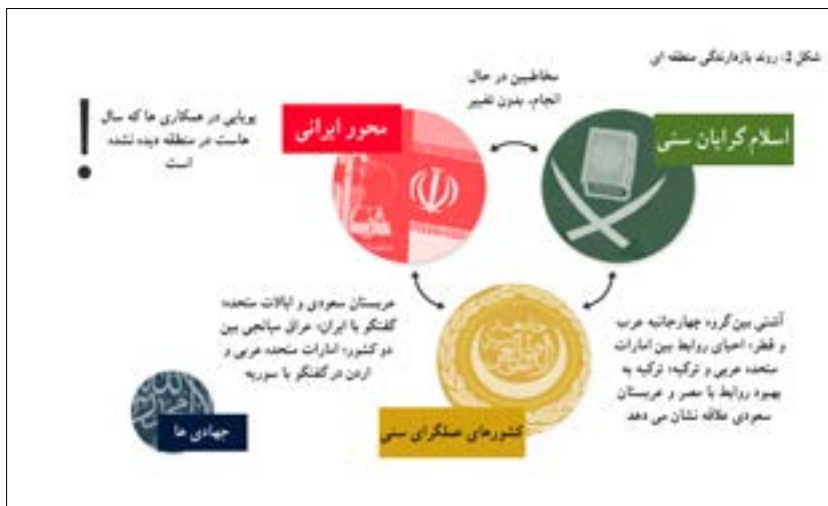 شکل 2: روند بازدارندگی منطقه ای
مخاطبین در حال
انجام، بدون تغییر
پویایی در همکاری ها که سال
هاست در منطقه دیده نشده
است
!
محور ایرانی
اسلام گرایان سنی
عربستان سعودی و ایالات متحده:
گفتگو با ایران؛ عراق میانجی بین
دو کشور؛ امارات متحده عربی و
اردن در گفتگو با سوریه
آشتی بین گروه چهارجانبه عرب
و قطر؛ احیای روابط بین امارات
متحده عربی و ترکیه؛ ترکیه به
بهبود روابط با مصر و عربستان
سعودی علاقه نشان می دهد
کشورهای عملگرای سنی
جهادی ها